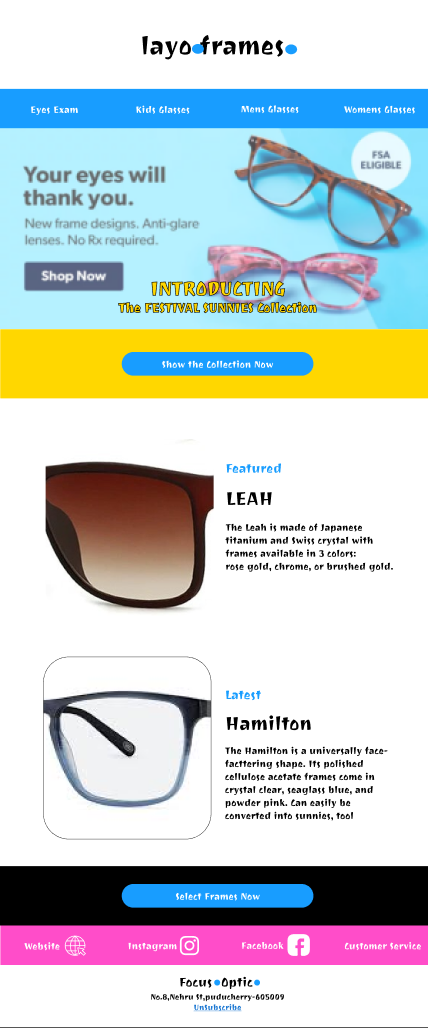 layo frames
Eyes Exam Kids Glasses Mens Glasses Womens Glasses
FSA
ELIGIBLE
Your eyes will
thank you.
New frame designs. Anti-glare
lenses. No Rx required.
Shop Now
INTRODUCTING
The FESTIVAL SUNNIES Collection
Show the Collection Now
Featured
LEAH
The Leah is made of Japanese
titanium and Swiss crystal with
frames available in 3 colors:
rose gold, chrome, or brushed gold.
Latest
Hamilton
The Hamilton is a universally face-
facttering shape. Its polished
cellulose acetate frames come in
crystal clear, seaglass blue, and
powder pink. Can easily be
converted into sunnies, tool
Select Frames Now
Website Instagram Facebook Customer Service
Focus Optic
No.8,Nehru St,puducherry-605009
UnSubscribe